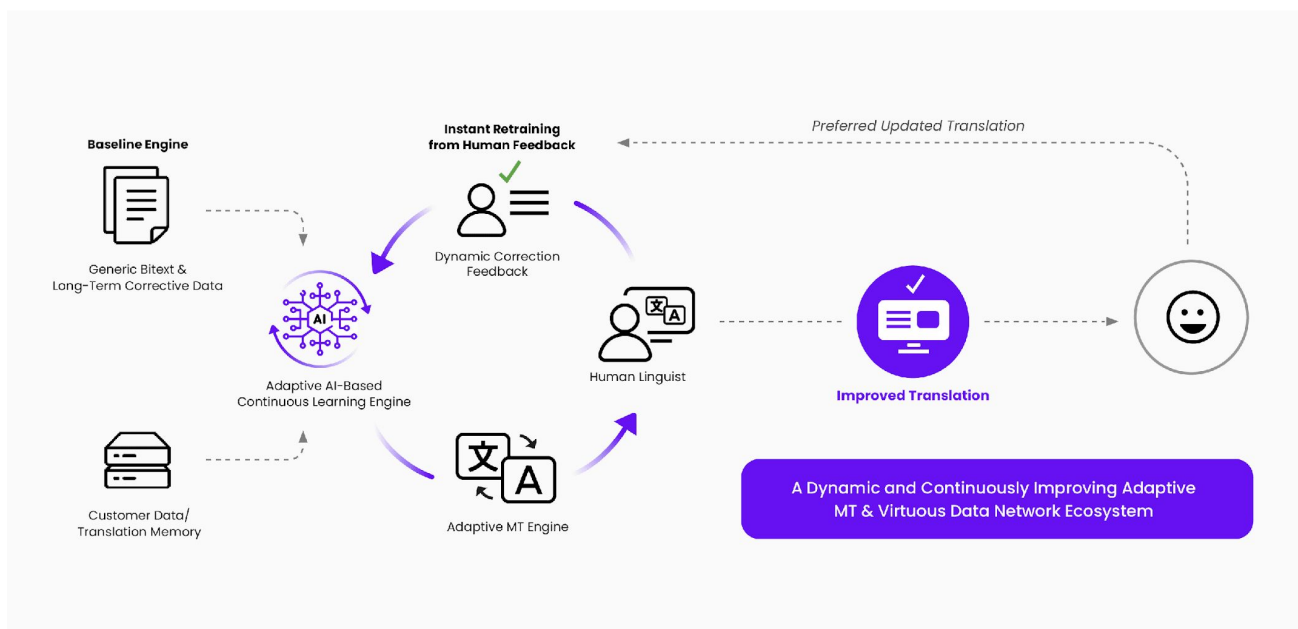 Baseline Engine
Generic Bitext &
Long-Term Corrective Data
Customer Data/
Translation Memory
AI
Adaptive AI-Based
Continuous Learning Engine
Instant Retraining
from Human Feedback
Dynamic Correction
Feedback
文
A
Adaptive MT Engine
文
A
Human Linguist
Improved Translation
Preferred Updated Translation
A Dynamic and Continuously Improving Adaptive
MT & Virtuous Data Network Ecosystem